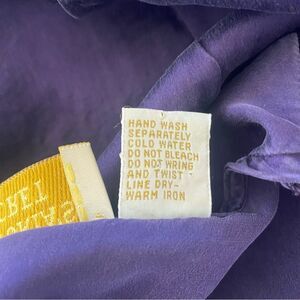 HAND WASH
SEPARATELY
COLD WATER
DO NOT BLEACH
DO NOT WRING
AND TWIST
LINE DRY-
WARM IRON